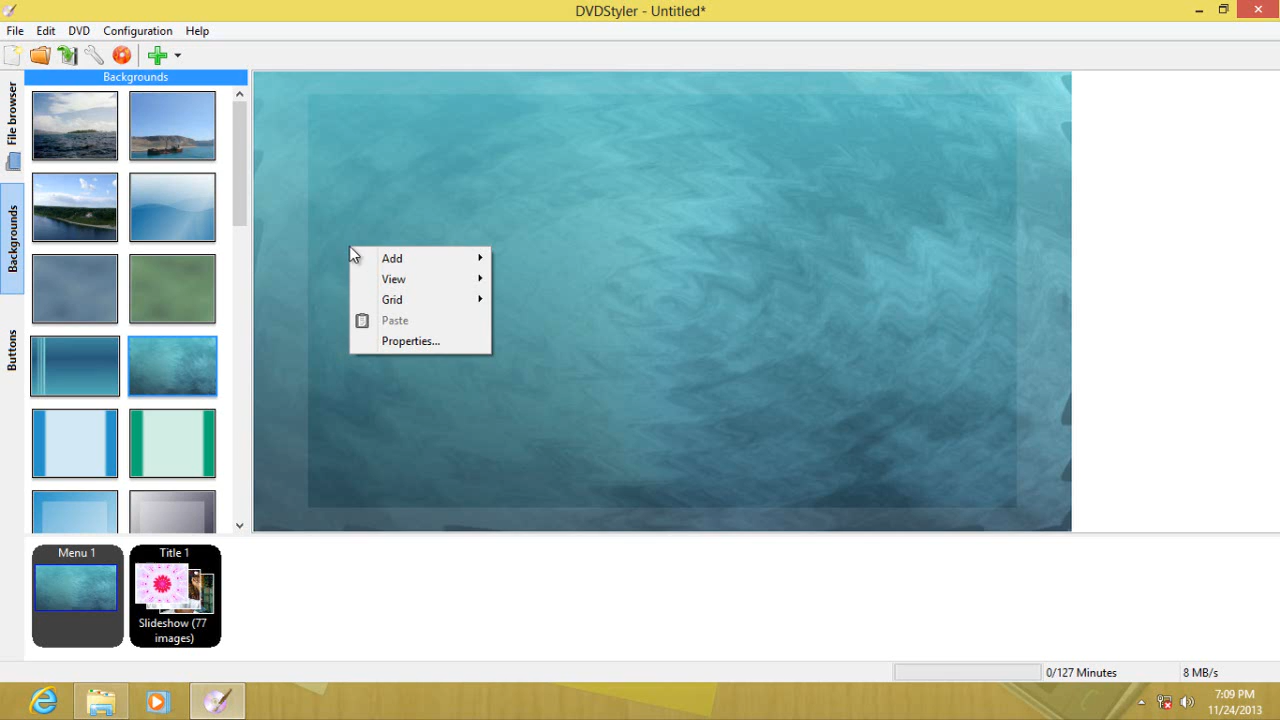 DVDStyler - Untitled*
File Edit DVD Configuration Help
File browser
Backgrounds
Buttons
Backgrounds
Add
View
Grid
Paste
Properties...
Menu 1
Title 1
Slideshow (77
images)
0/127 Minutes
8 MB/s
7:09 PM
11/24/2013